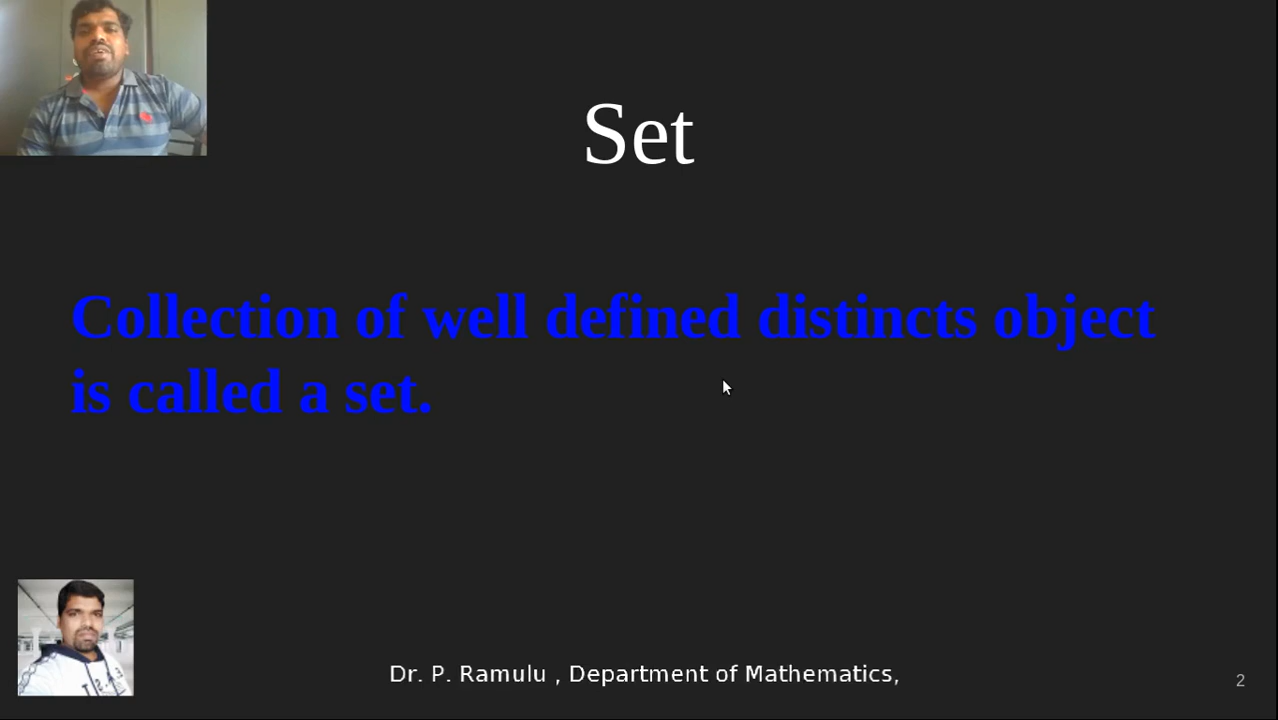 Set
Collection of well defined distincts object
is called a set.
Dr. P. Ramulu , Department of Mathematics,
2